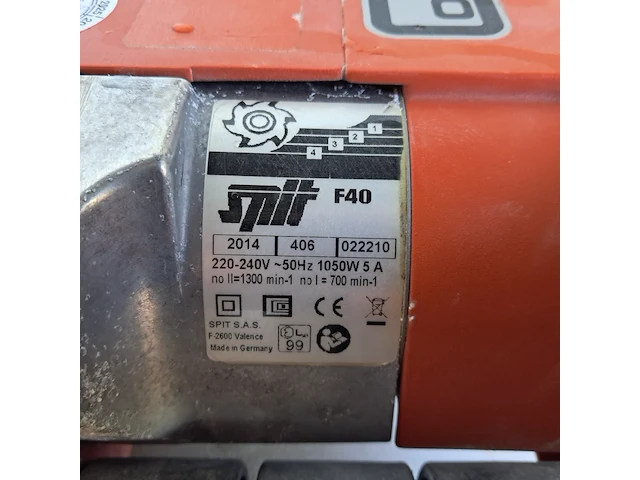 1
2
3
4
Spit F40
2014 406 022210
220-240V ~50Hz 1050W 5 A
no II=1300 min-1 no I = 700 min-1
CE
SPIT S.A.S.
F-2600 Valence
Made in Germany
99